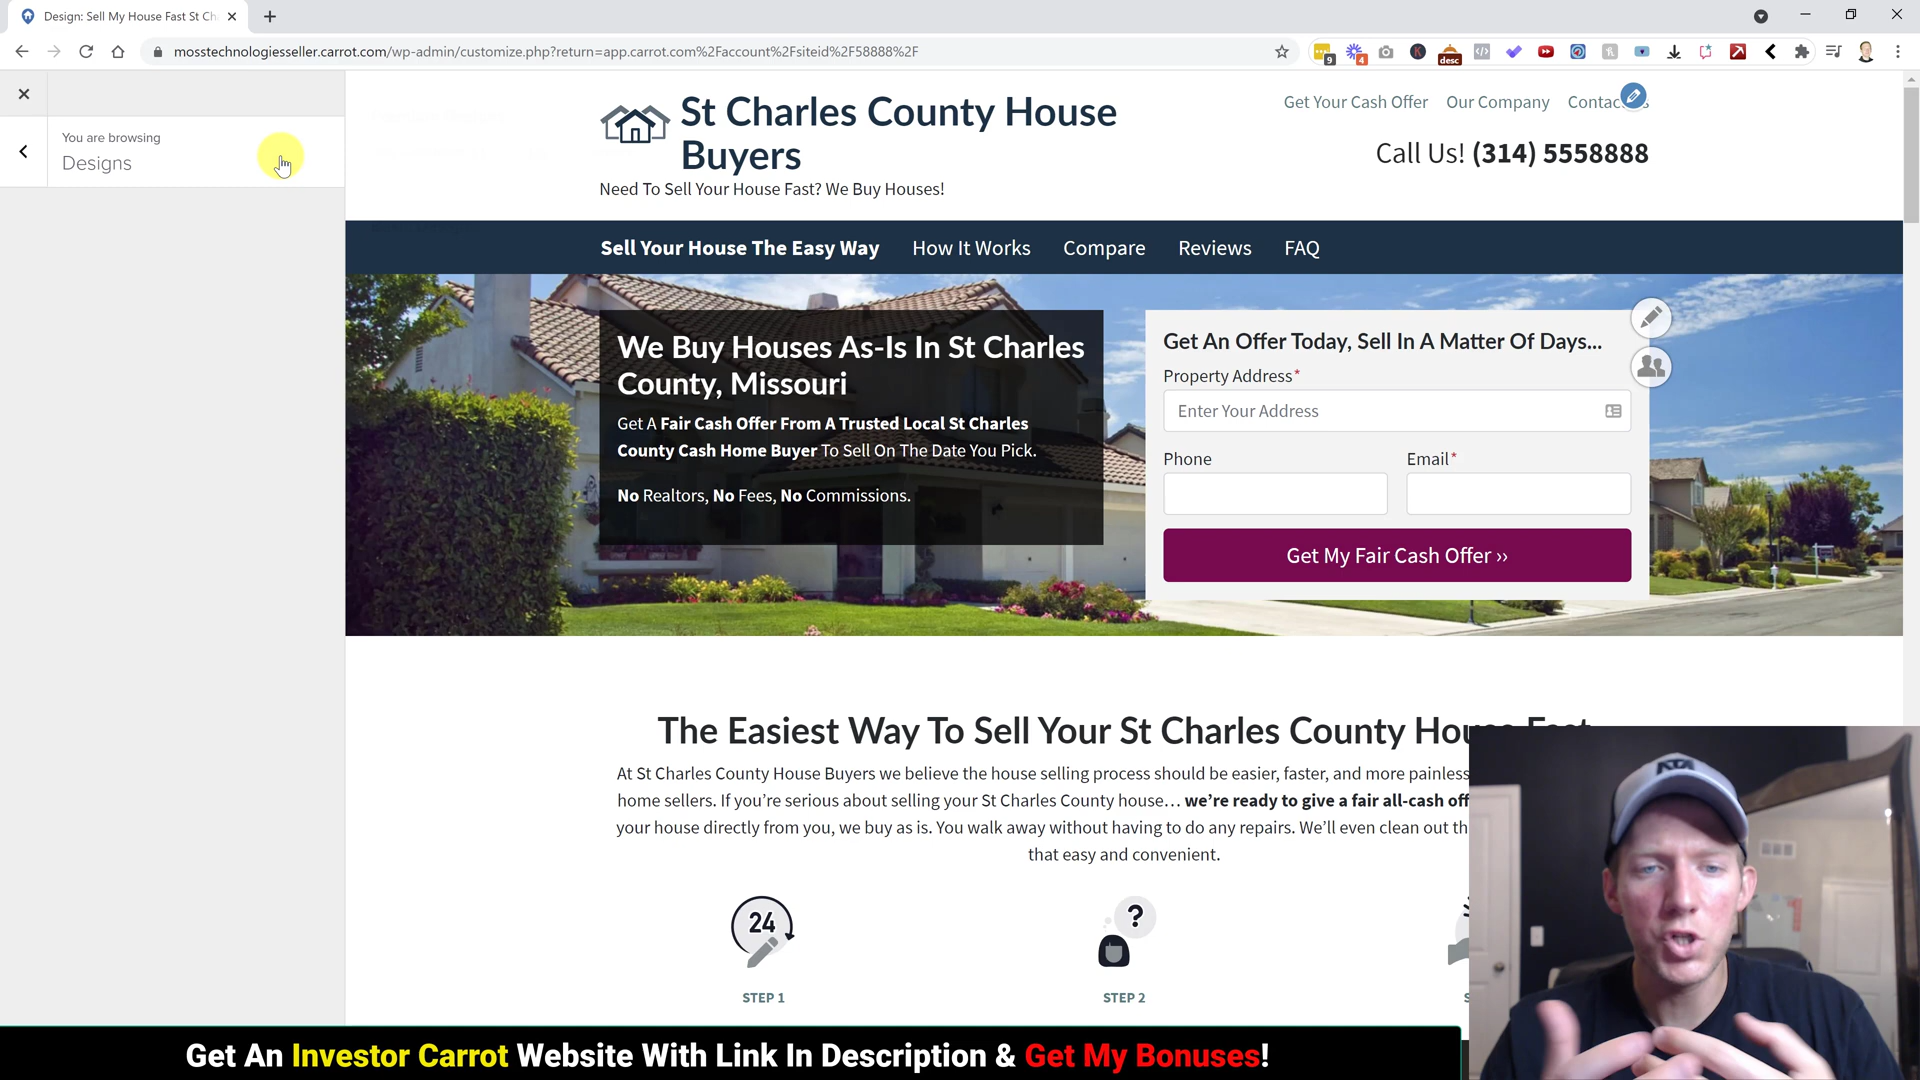 Design: Sell My House Fast St Ch
mosstechnologiesseller.carrot.com/wp-admin/customize.php?return=app.carrot.com%2Faccount%2Fsiteid%2F58888%2F
9
4
desc
You are browsing
Designs
St Charles County House
Buyers
Need To Sell Your House Fast? We Buy Houses!
Get Your Cash Offer Our Company Contac
Call Us! (314) 5558888
Sell Your House The Easy Way How It Works Compare Reviews FAQ
We Buy Houses As-Is In St Charles
County, Missouri
Get A Fair Cash Offer From A Trusted Local St Charles
County Cash Home Buyer To Sell On The Date You Pick.
No Realtors, No Fees, No Commissions.
Get An Offer Today, Sell In A Matter Of Days...
Property Address*
Enter Your Address
Phone Email*
Get My Fair Cash Offer ››
The Easiest Way To Sell Your St Charles County House Fast
At St Charles County House Buyers we believe the house selling process should be easier, faster, and more painless
home sellers. If you’re serious about selling your St Charles County house… we’re ready to give a fair all-cash off
your house directly from you, we buy as is. You walk away without having to do any repairs. We’ll even clean out th
that easy and convenient.
24
?
STEP 1
STEP 2
Get An Investor Carrot Website With Link In Description & Get My Bonuses!